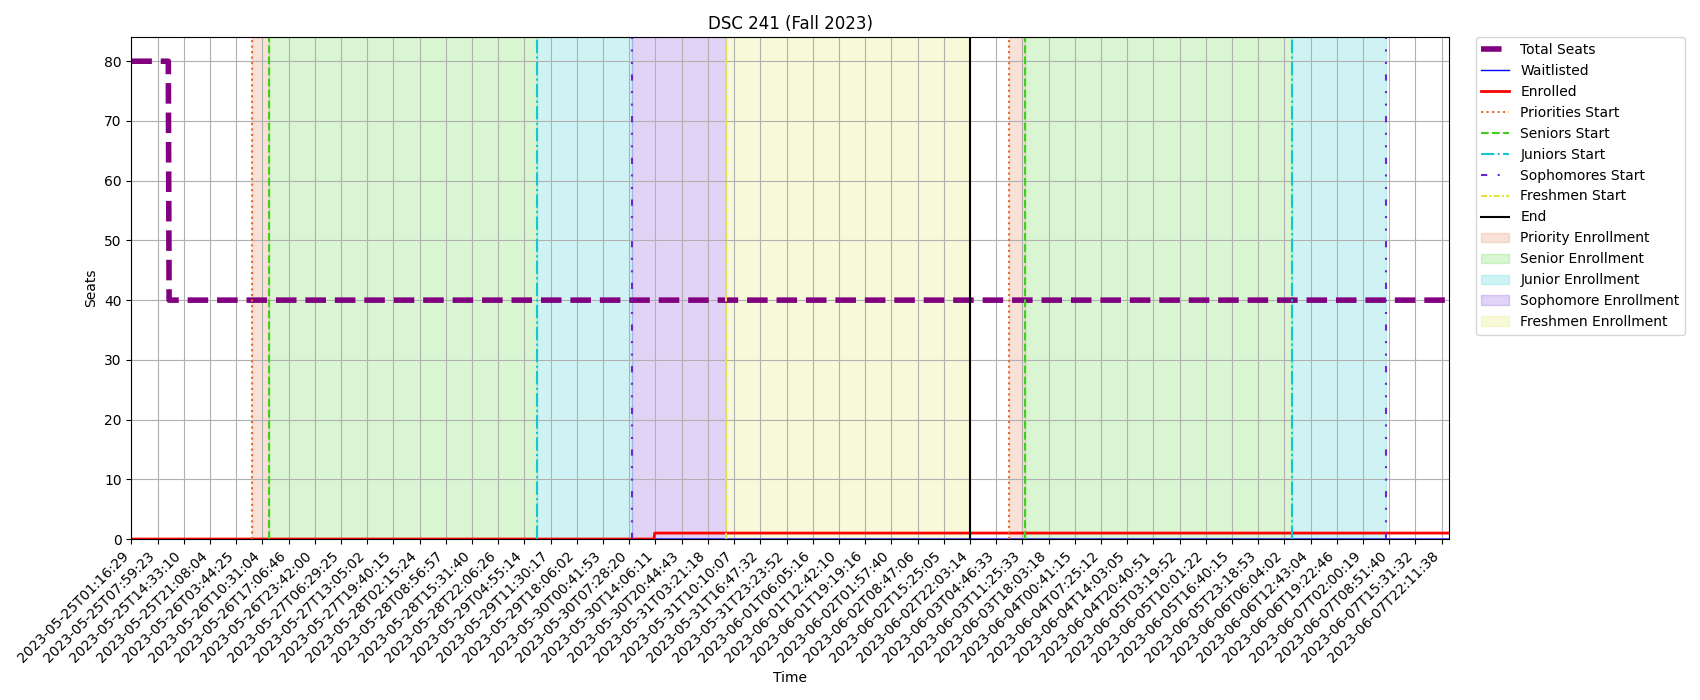 DSC 241 (Fall 2023)
Seats
80
70
60
50
40
30
20
10
0
2023-05-25T01:16:29
2023-05-25T07:59:23
2023-05-25T14:33:10
2023-05-25T21:08:04
2023-05-26T03:44:25
2023-05-26T10:31:04
2023-05-26T17:06:46
2023-05-26T23:42:00
2023-05-27T06:29:25
2023-05-27T13:05:02
2023-05-27T19:40:15
2023-05-28T02:15:24
2023-05-28T08:56:57
2023-05-28T15:31:40
2023-05-28T22:06:26
2023-05-29T04:55:14
2023-05-29T11:30:17
2023-05-29T18:06:02
2023-05-30T00:41:53
2023-05-30T07:28:20
2023-05-30T14:06:11
2023-05-30T20:44:43
2023-05-31T03:21:18
2023-05-31T10:10:07
2023-05-31T16:47:32
2023-05-31T23:23:52
2023-06-01T06:05:16
2023-06-01T12:42:10
2023-06-01T19:19:16
2023-06-02T01:57:40
2023-06-02T08:47:06
2023-06-02T15:25:05
2023-06-02T22:03:14
2023-06-03T04:46:33
2023-06-03T11:25:33
2023-06-03T18:03:18
2023-06-04T00:41:15
2023-06-04T07:25:12
2023-06-04T14:03:05
2023-06-04T20:40:51
2023-06-05T03:19:52
2023-06-05T10:01:22
2023-06-05T16:40:15
2023-06-05T23:18:53
2023-06-06T06:04:02
2023-06-06T12:43:04
2023-06-06T19:22:46
2023-06-07T02:00:19
2023-06-07T08:51:40
2023-06-07T15:31:32
2023-06-07T22:11:38
Time
Total Seats
Waitlisted
Enrolled
Priorities Start
Seniors Start
Juniors Start
Sophomores Start
Freshmen Start
End
Priority Enrollment
Senior Enrollment
Junior Enrollment
Sophomore Enrollment
Freshmen Enrollment